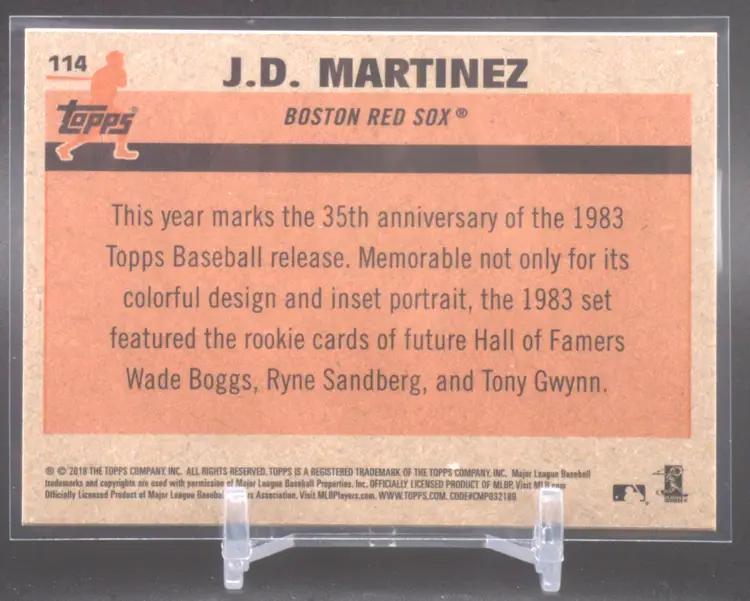 114
J.D. MARTINEZ
topps®
BOSTON RED SOX®
This year marks the 35th anniversary of the 1983
Topps Baseball release. Memorable not only for its
colorful design and inset portrait, the 1983 set
featured the rookie cards of future Hall of Famers
Wade Boggs, Ryne Sandberg, and Tony Gwynn.
® © 2018 THE TOPPS COMPANY, INC. ALL RIGHTS RESERVED. TOPPS IS A REGISTERED TRADEMARK OF THE TOPPS COMPANY, INC. Major League Baseball
trademarks and copyrights are used with permission of Major League Baseball Properties, Inc. OFFICIALLY LICENSED PRODUCT OF MLBP. Visit MLB.com
Officially Licensed Product of Major League Association. Visit MLBPlayers.com. WWW.TOPPS.COM. CODE#CMP032189